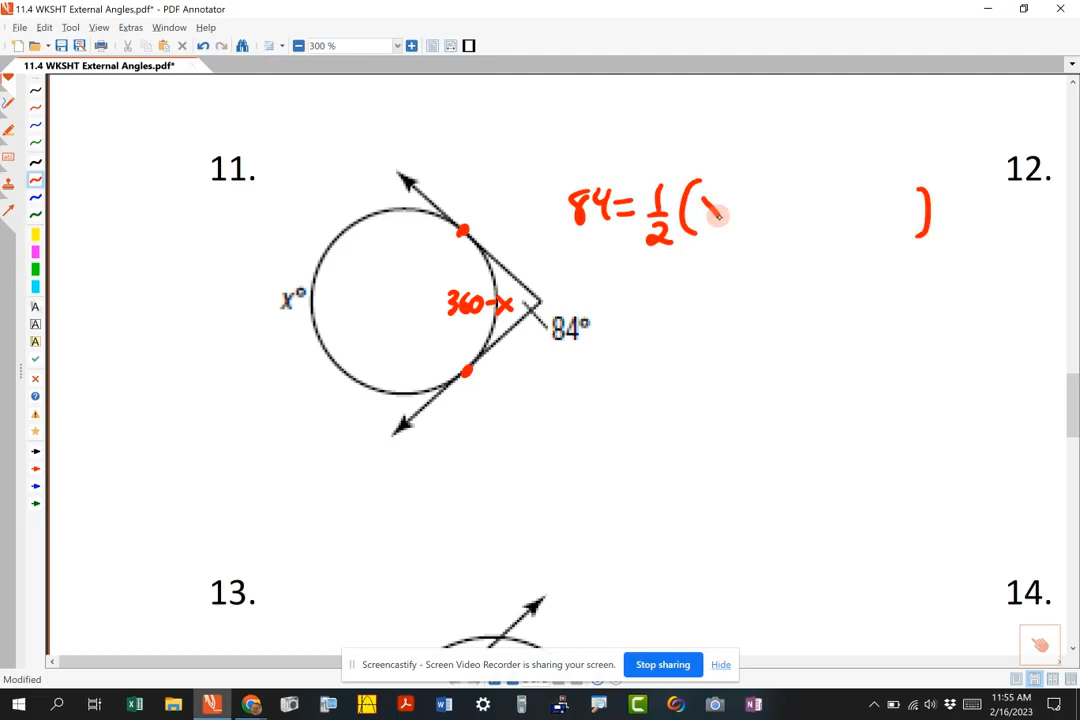 11.4 WKSHT External Angles.pdf* - PDF Annotator
File Edit Tool View Extras Window Help
300 %
11.4 WKSHT External Angles.pdf*
11.
12.
84 = 1/2 ( )
x°
360-x
84°
13.
14.
Screencastify - Screen Video Recorder is sharing your screen.
Stop sharing
Hide
Modified
11:55 AM
2/16/2023